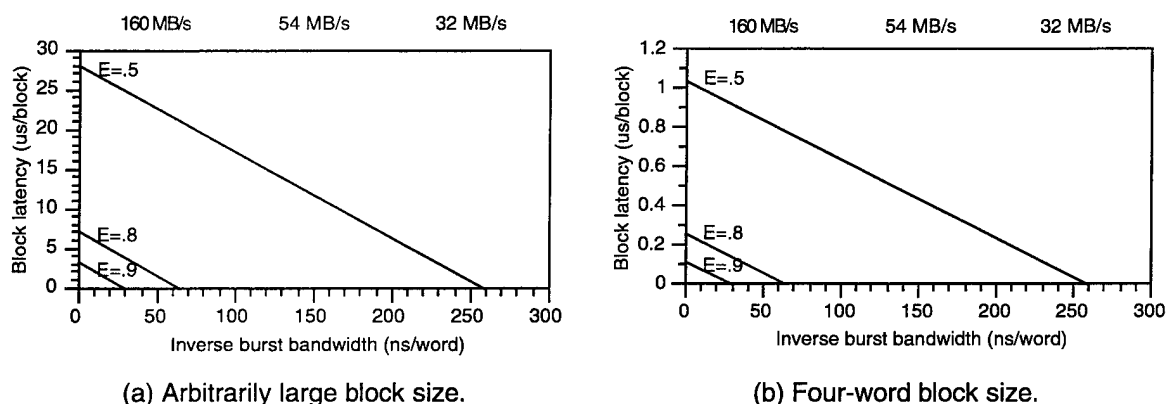 160 MB/s 54 MB/s 32 MB/s
30
25
20
15
10
5
0
E=.5
E=.8
E=.9
Block latency (us/block)
0 50 100 150 200 250 300
Inverse burst bandwidth (ns/word)
(a) Arbitrarily large block size.
160 MB/s 54 MB/s 32 MB/s
1.2
1
0.8
0.6
0.4
0.2
0
E=.5
E=.8
E=.9
Block latency (us/block)
0 50 100 150 200 250 300
Inverse burst bandwidth (ns/word)
(b) Four-word block size.